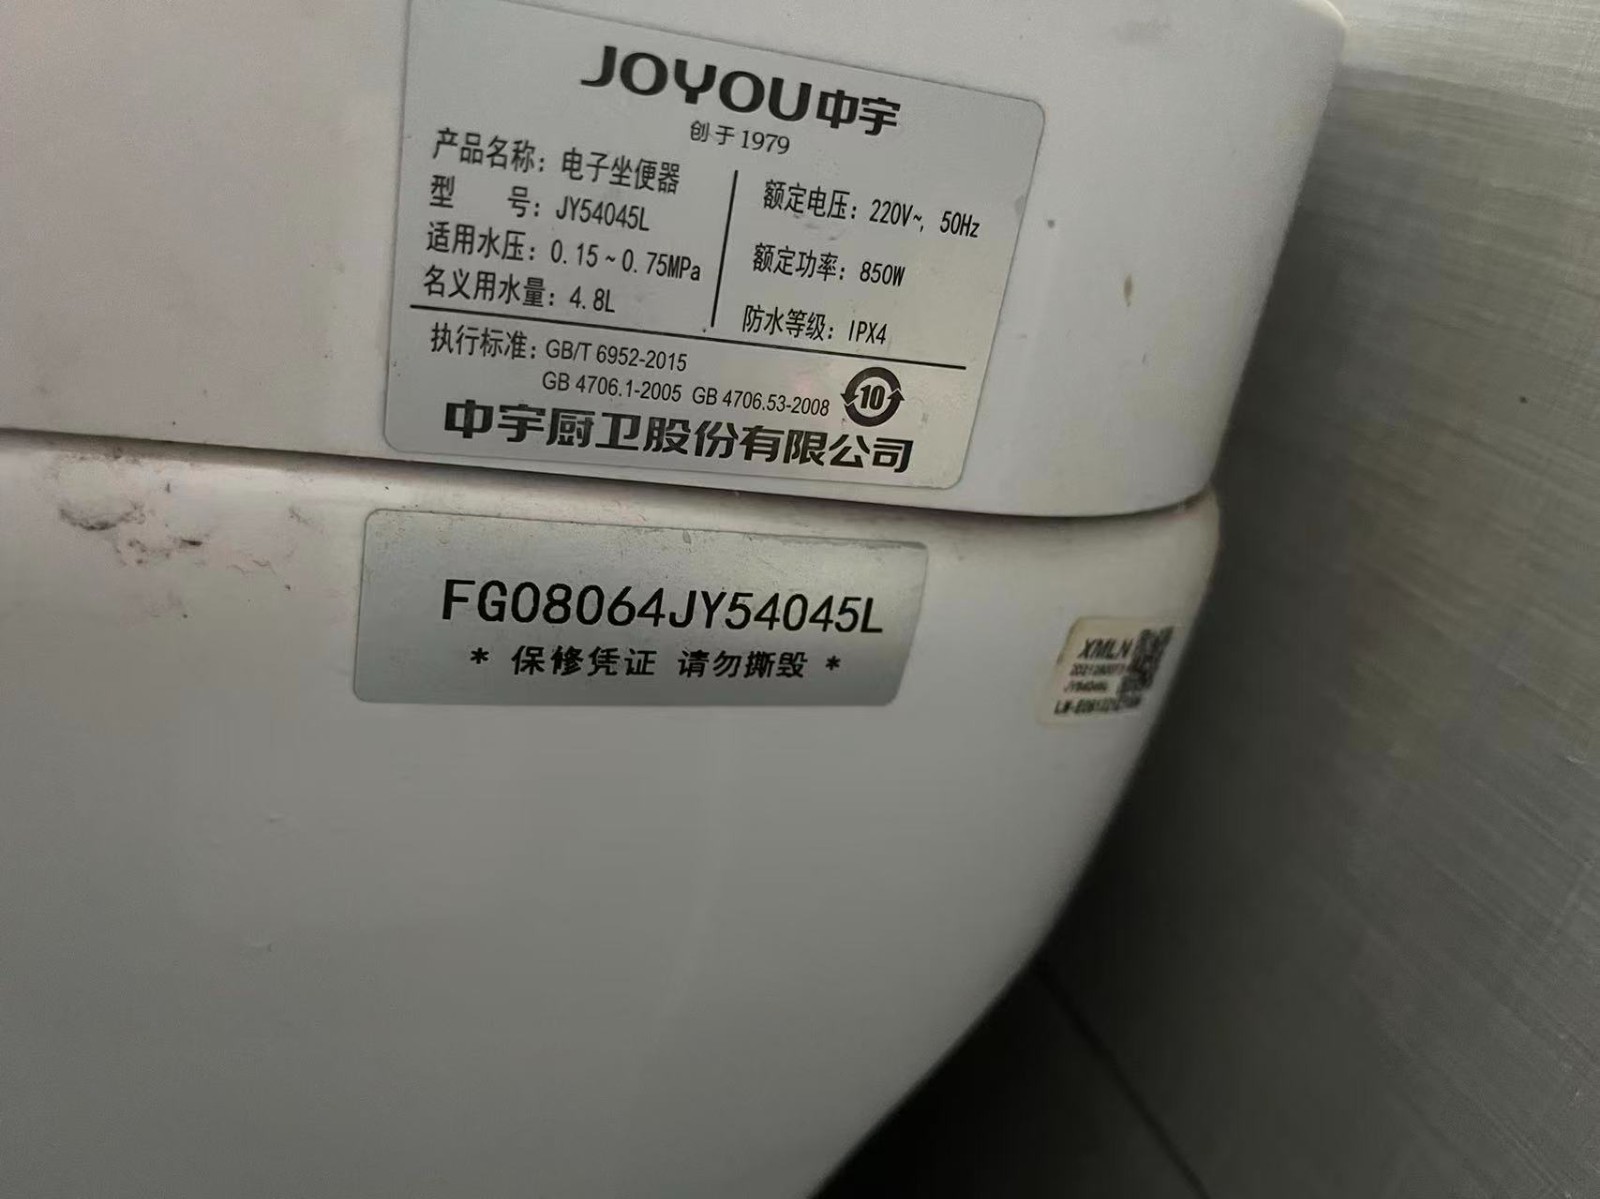 JOYOU中宇
创于1979
产品名称：电子坐便器
型 号：JY54045L
适用水压：0.15~0.75MPa
名义用水量：4.8L
额定电压：220V~, 50Hz
额定功率：850W
防水等级：IPX4
执行标准：GB/T 6952-2015
GB 4706.1-2005 GB 4706.53-2008
10
中宇厨卫股份有限公司
FG08064JY54045L
* 保修凭证 请勿撕毁 *
XMLN
JY54045L